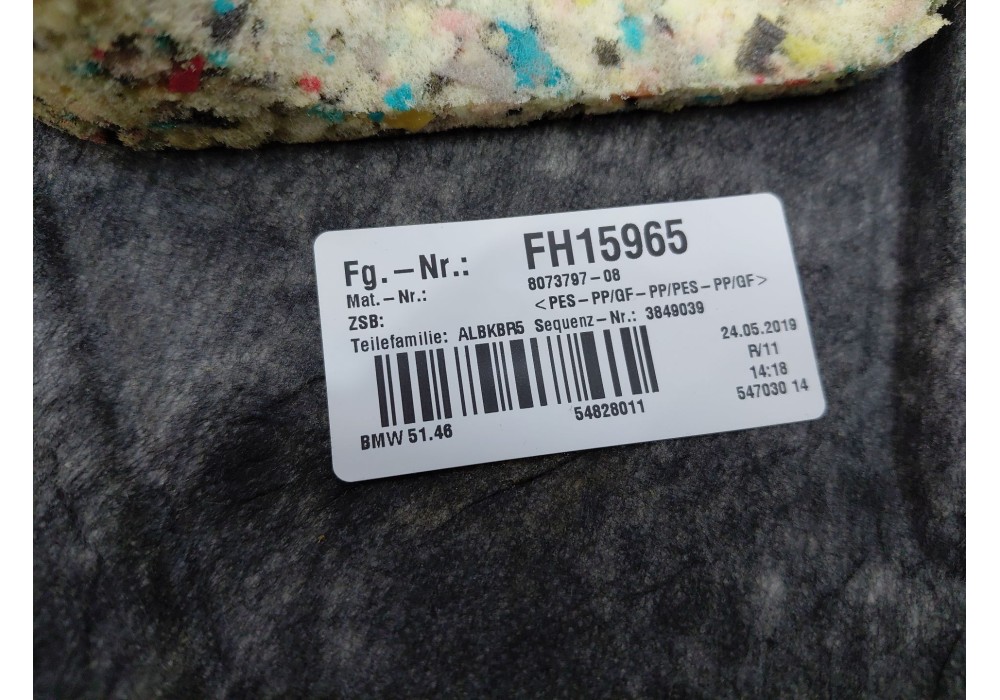 Fg.-Nr.: FH15965
Mat.-Nr.: 8073797-08
ZSB: <PES-PP/GF-PP/PES-PP/GF>
Teilefamilie: ALBKBR5 Sequenz-Nr.: 3849039
24.05.2019
R/11
14:18
547030 14
54828011
BMW 51.46